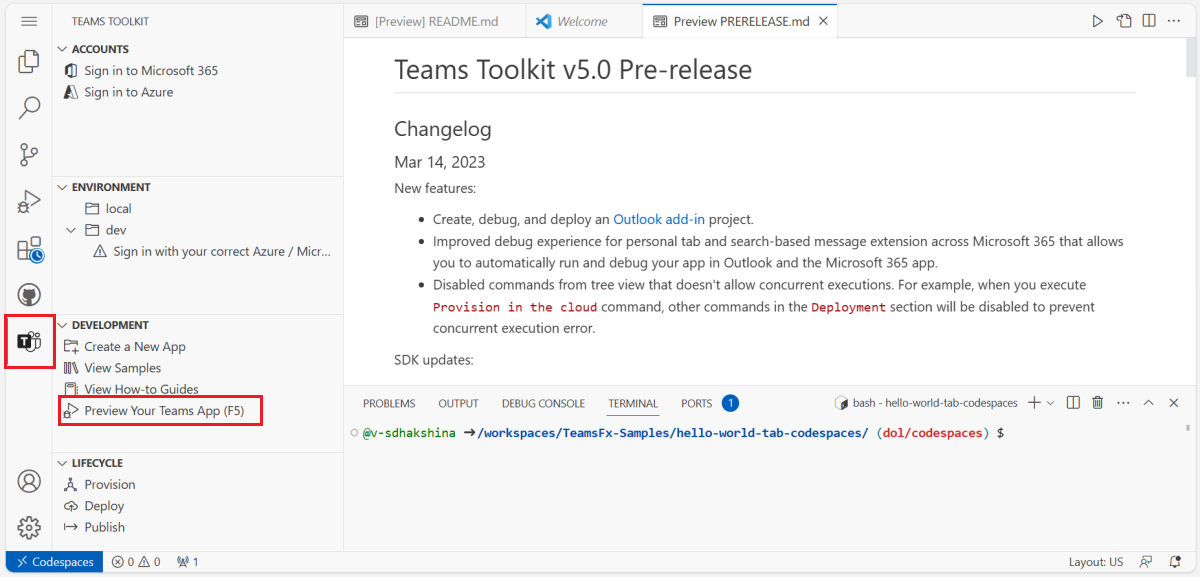 TEAMS TOOLKIT
ACCOUNTS
Sign in to Microsoft 365
Sign in to Azure
ENVIRONMENT
local
dev
Sign in with your correct Azure / Micr...
DEVELOPMENT
Create a New App
View Samples
View How-to Guides
Preview Your Teams App (F5)
LIFECYCLE
Provision
Deploy
Publish
[Preview] README.md
Welcome
Preview PRERELEASE.md
Teams Toolkit v5.0 Pre-release
Changelog
Mar 14, 2023
New features:
• Create, debug, and deploy an Outlook add-in project.
• Improved debug experience for personal tab and search-based message extension across Microsoft 365 that allows
you to automatically run and debug your app in Outlook and the Microsoft 365 app.
• Disabled commands from tree view that doesn't allow concurrent executions. For example, when you execute
Provision in the cloud command, other commands in the Deployment section will be disabled to prevent
concurrent execution error.
SDK updates:
PROBLEMS OUTPUT DEBUG CONSOLE TERMINAL PORTS 1
bash - hello-world-tab-codespaces
@v-sdhakshina ➜/workspaces/TeamsFx-Samples/hello-world-tab-codespaces/ (dol/codespaces) $
Codespaces 0 0 1
Layout: US